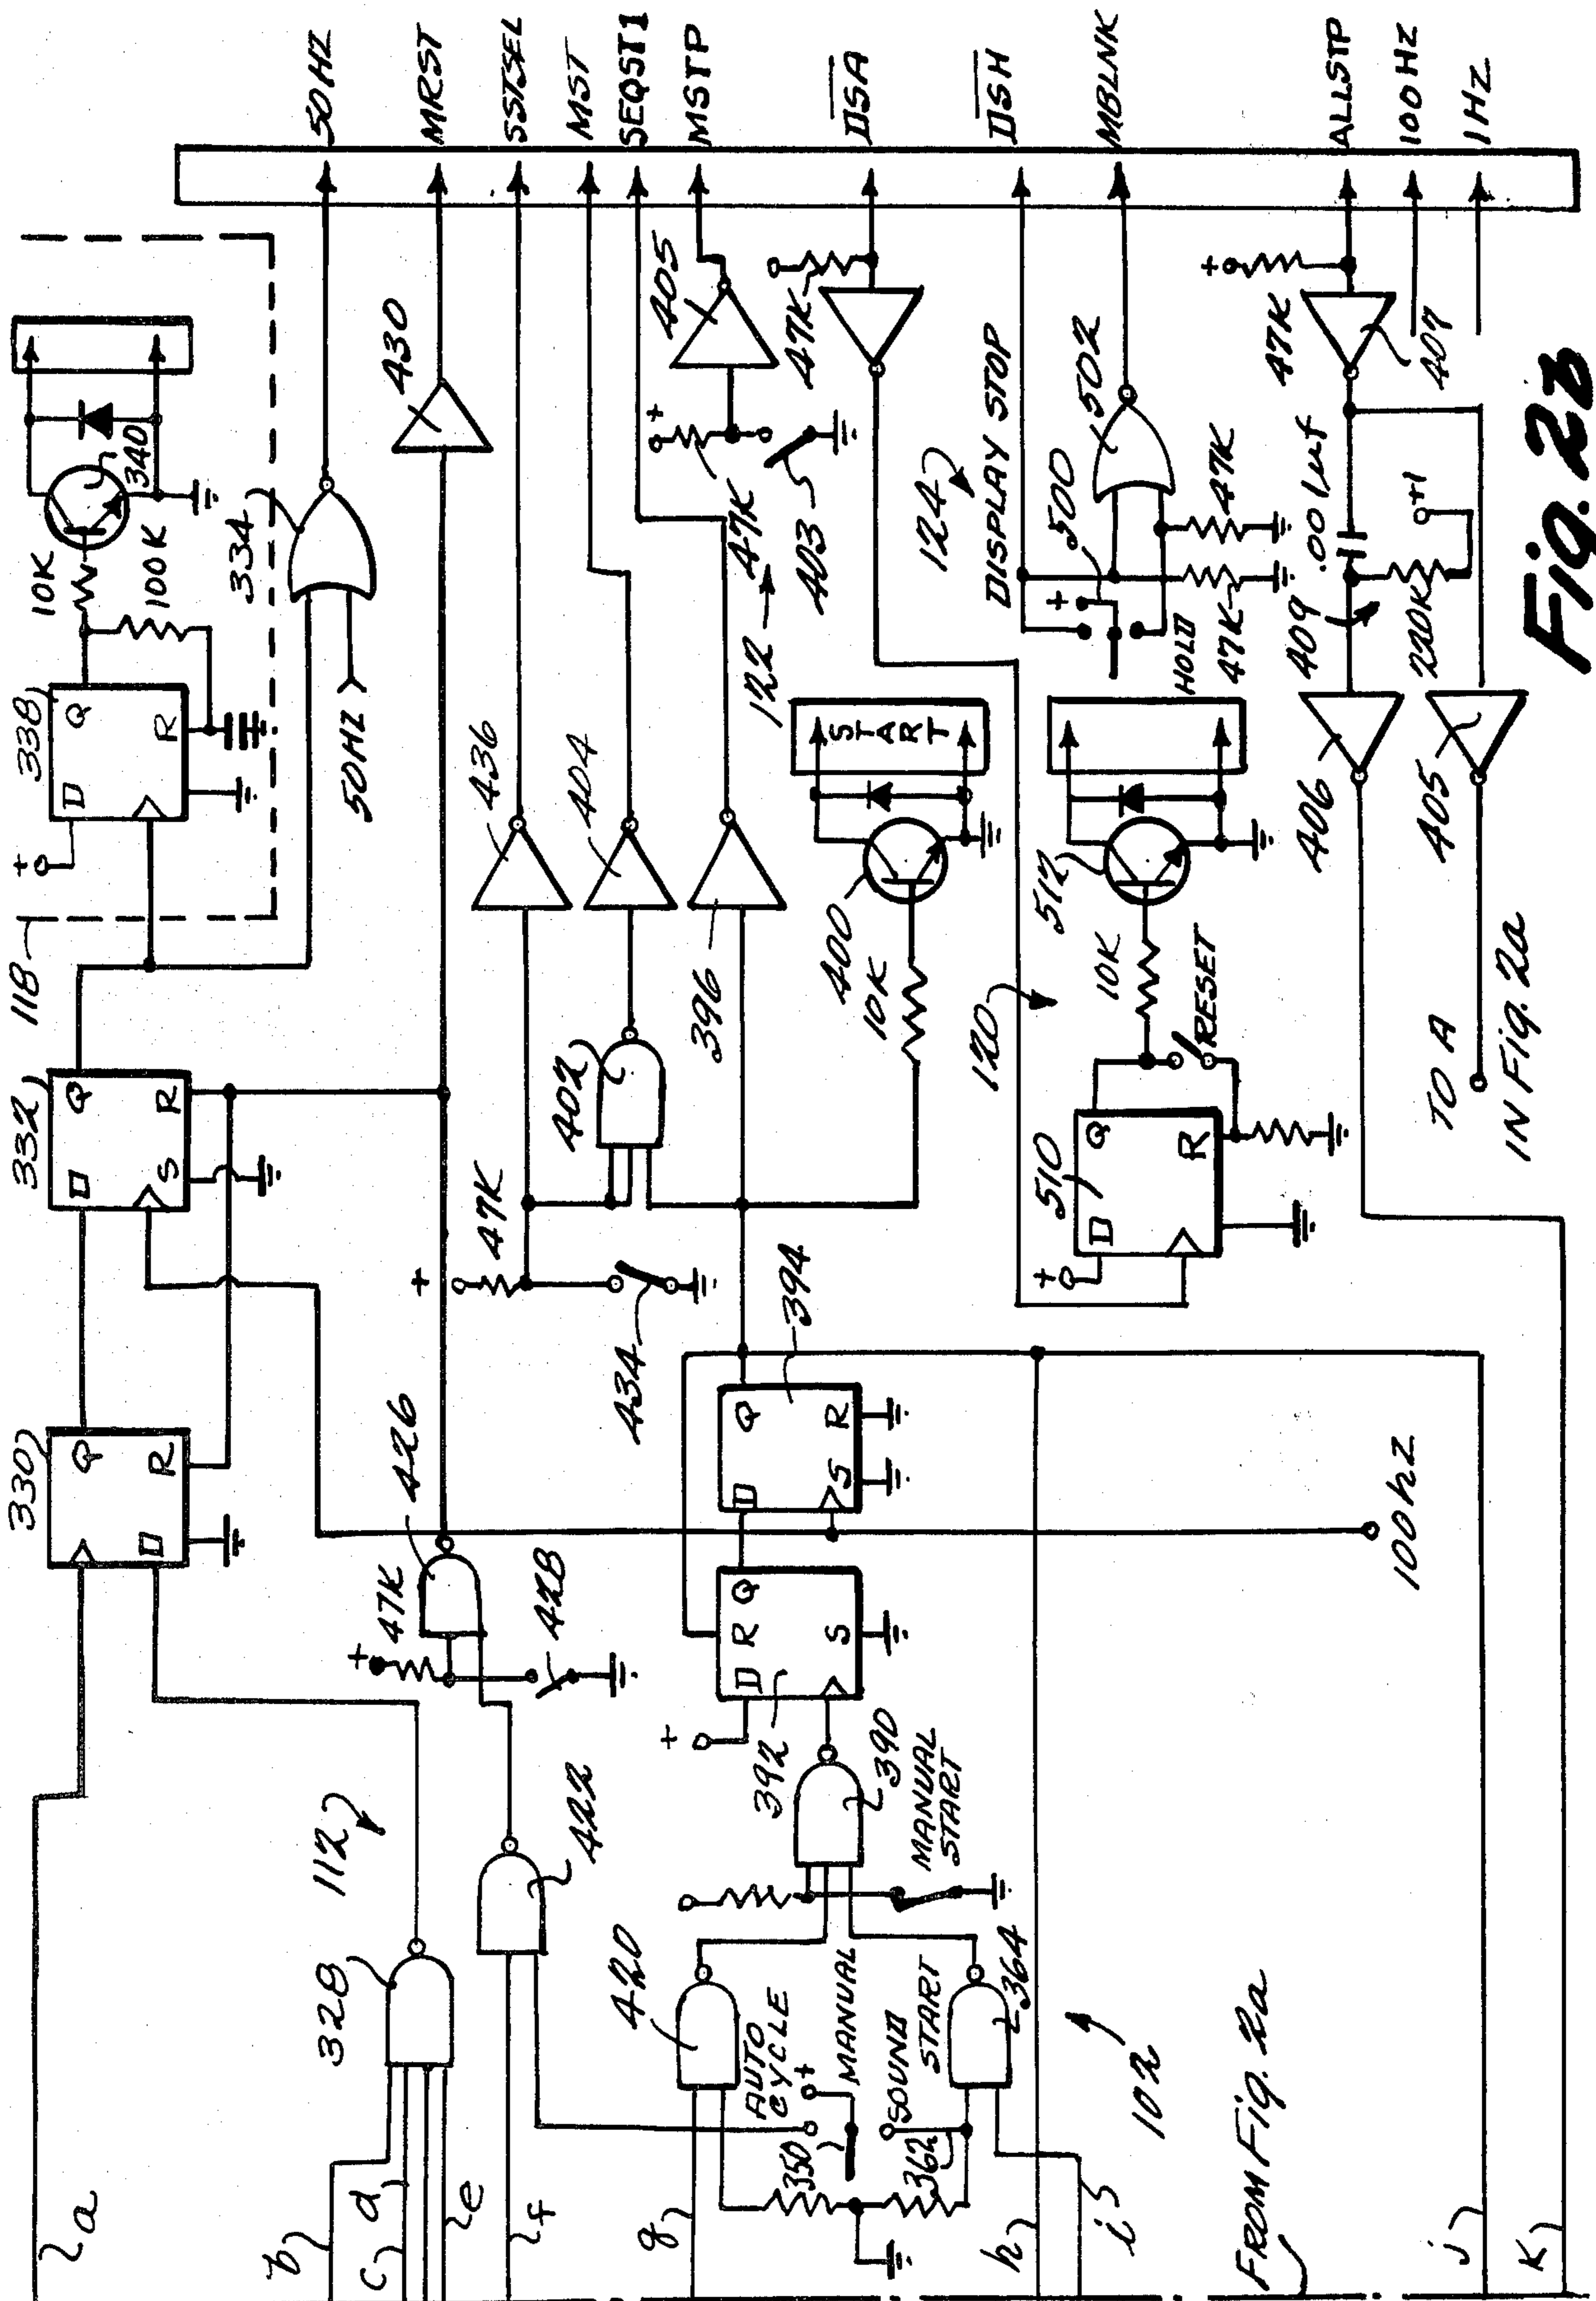 118
338
D
Q
R
+
10K
100K
340
334
50HZ
50HZ
330
Q
D
R
332
D
Q
S
R
430
MRST
436
SSTSEL
404
MST
396
SEQST1
405
MSTP
47K
+
403
122
47K
DSA
DSH
MBLNK
124
DISPLAY STOP
500
502
+
HOLD
47K
47K
ALLSTP
100HZ
1HZ
47K
+
407
.001µf
409
220K
+1
406
405
TO A
IN Fig. 2a
112
328
422
426
47K
+
428
434
47K
+
402
400
10K
START
120
510
D
Q
R
+
10K
RESET
512
392
D
R
Q
S
+
394
D
Q
S
R
100hz
390
MANUAL
START
420
AUTO
CYCLE
+
MANUAL
350
362
SOUND
START
364
102
a
b
c
d
e
f
g
h
i
j
K
FROM Fig. 2a
Fig. 2B